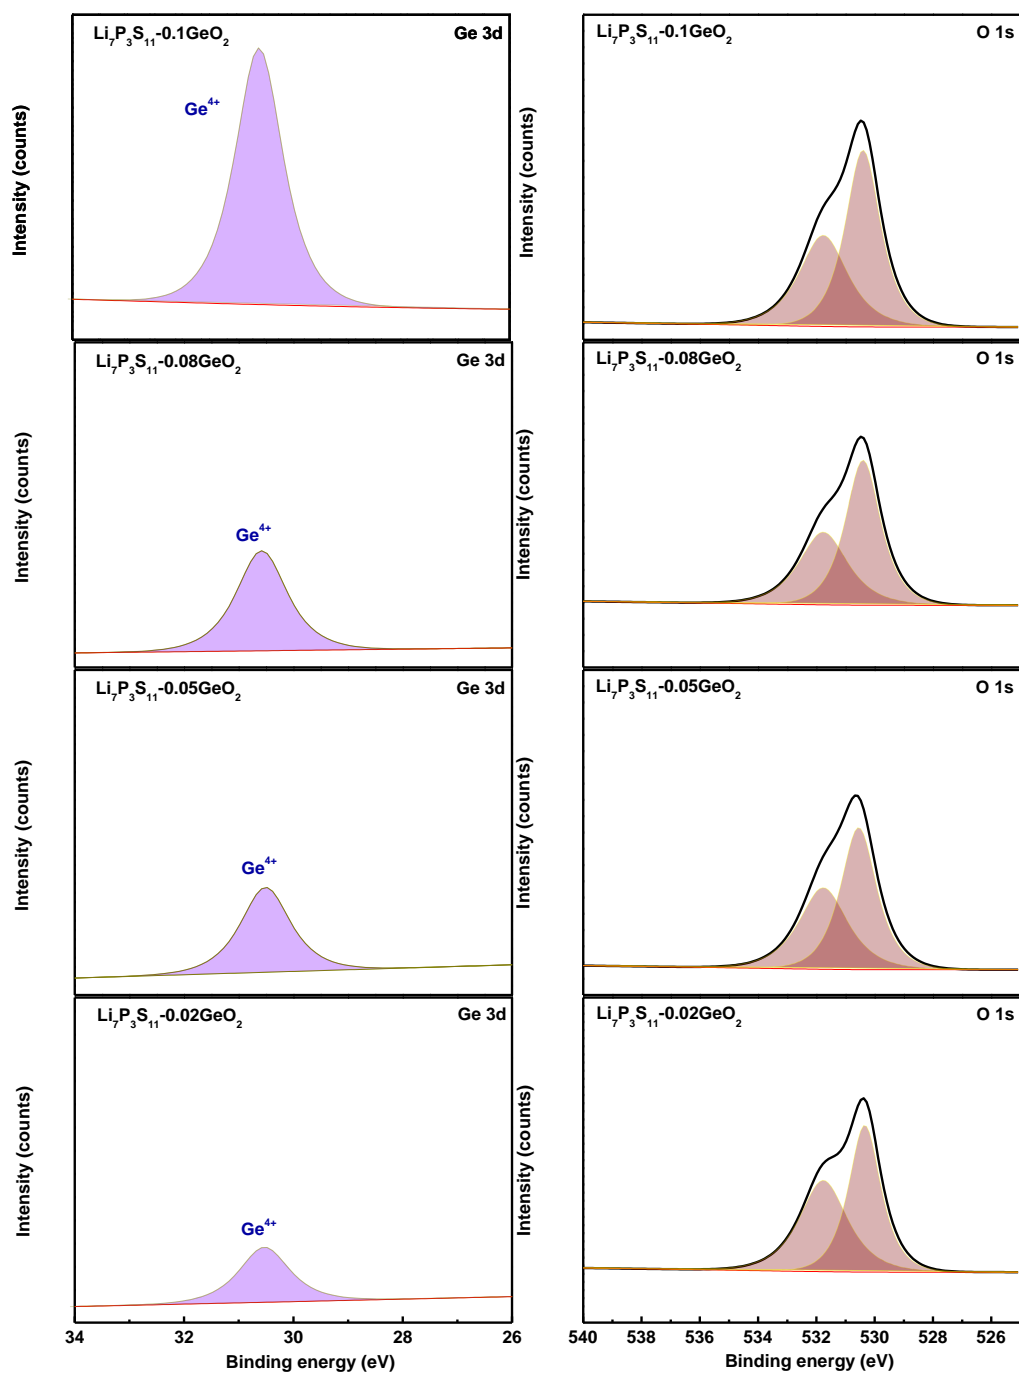 Li₇P₃S₁₁-0.1GeO₂ Ge 3d
Ge⁴⁺
Intensity (counts)
Li₇P₃S₁₁-0.1GeO₂ O 1s
Intensity (counts)
Li₇P₃S₁₁-0.08GeO₂ Ge 3d
Ge⁴⁺
Intensity (counts)
Li₇P₃S₁₁-0.08GeO₂ O 1s
Intensity (counts)
Li₇P₃S₁₁-0.05GeO₂ Ge 3d
Ge⁴⁺
Intensity (counts)
Li₇P₃S₁₁-0.05GeO₂ O 1s
Intensity (counts)
Li₇P₃S₁₁-0.02GeO₂ Ge 3d
Ge⁴⁺
Intensity (counts)
34 32 30 28 26
Binding energy (eV)
Li₇P₃S₁₁-0.02GeO₂ O 1s
Intensity (counts)
540 538 536 534 532 530 528 526
Binding energy (eV)